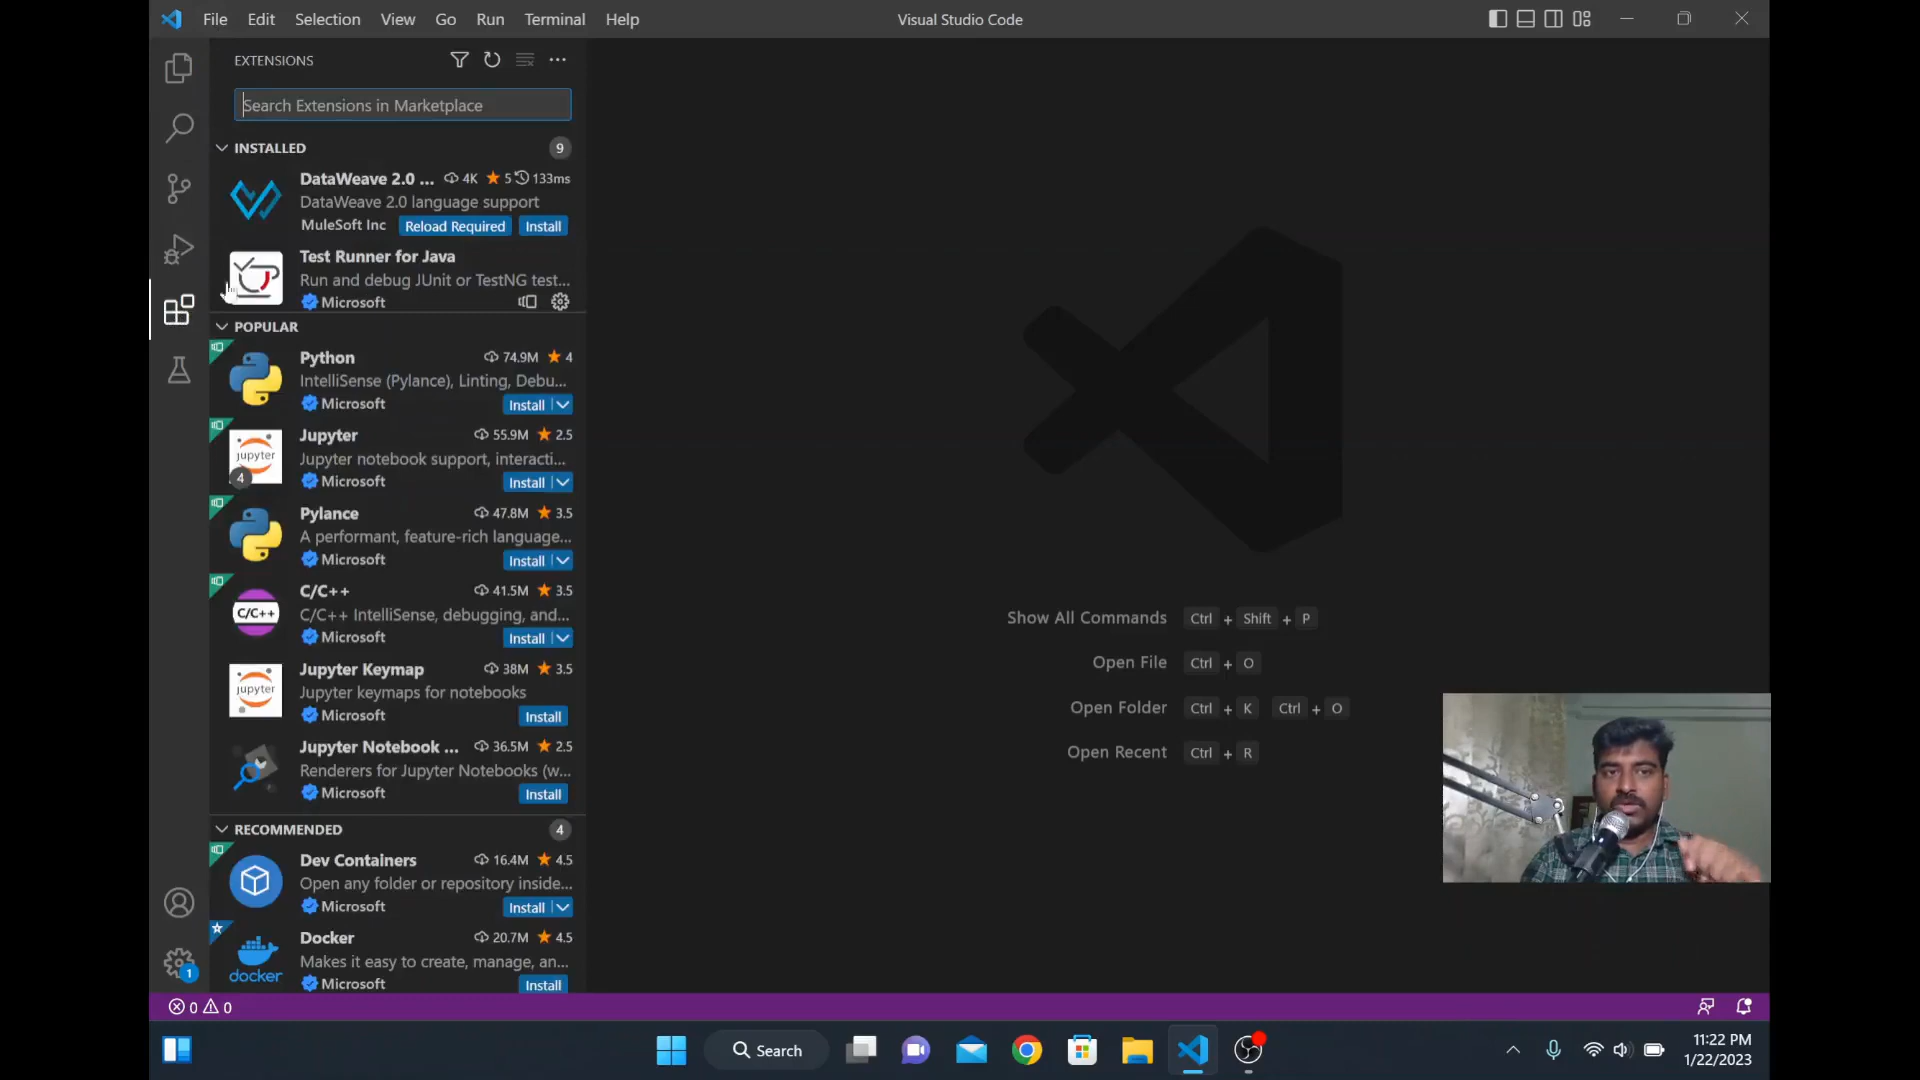 File Edit Selection View Go Run Terminal Help
Visual Studio Code
EXTENSIONS
Search Extensions in Marketplace
INSTALLED 9
DataWeave 2.0 ... 4K 5 133ms
DataWeave 2.0 language support
MuleSoft Inc Reload Required Install
Test Runner for Java
Run and debug JUnit or TestNG test...
Microsoft
POPULAR
Python 74.9M 4
IntelliSense (Pylance), Linting, Debu...
Microsoft Install
Jupyter 55.9M 2.5
Jupyter notebook support, interacti...
jupyter
4
Microsoft Install
Pylance 47.8M 3.5
A performant, feature-rich language...
Microsoft Install
C/C++ 41.5M 3.5
C/C++
C/C++ IntelliSense, debugging, and...
Microsoft Install
Jupyter Keymap 38M 3.5
jupyter
Jupyter keymaps for notebooks
Microsoft Install
Jupyter Notebook ... 36.5M 2.5
Renderers for Jupyter Notebooks (w...
Microsoft Install
RECOMMENDED 4
Dev Containers 16.4M 4.5
Open any folder or repository inside...
Microsoft Install
Docker 20.7M 4.5
Makes it easy to create, manage, an...
docker
Microsoft Install
1
Show All Commands Ctrl + Shift + P
Open File Ctrl + O
Open Folder Ctrl + K Ctrl + O
Open Recent Ctrl + R
0 0
Search
11:22 PM
1/22/2023